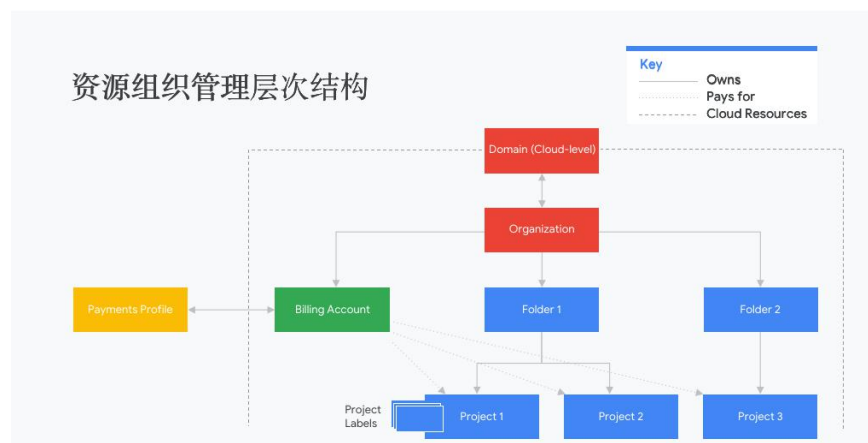 资源组织管理层次结构
Key
Owns
Pays for
Cloud Resources
Domain (Cloud-level)
Organization
Payments Profile
Billing Account
Folder 1
Folder 2
Project
Labels
Project 1
Project 2
Project 3